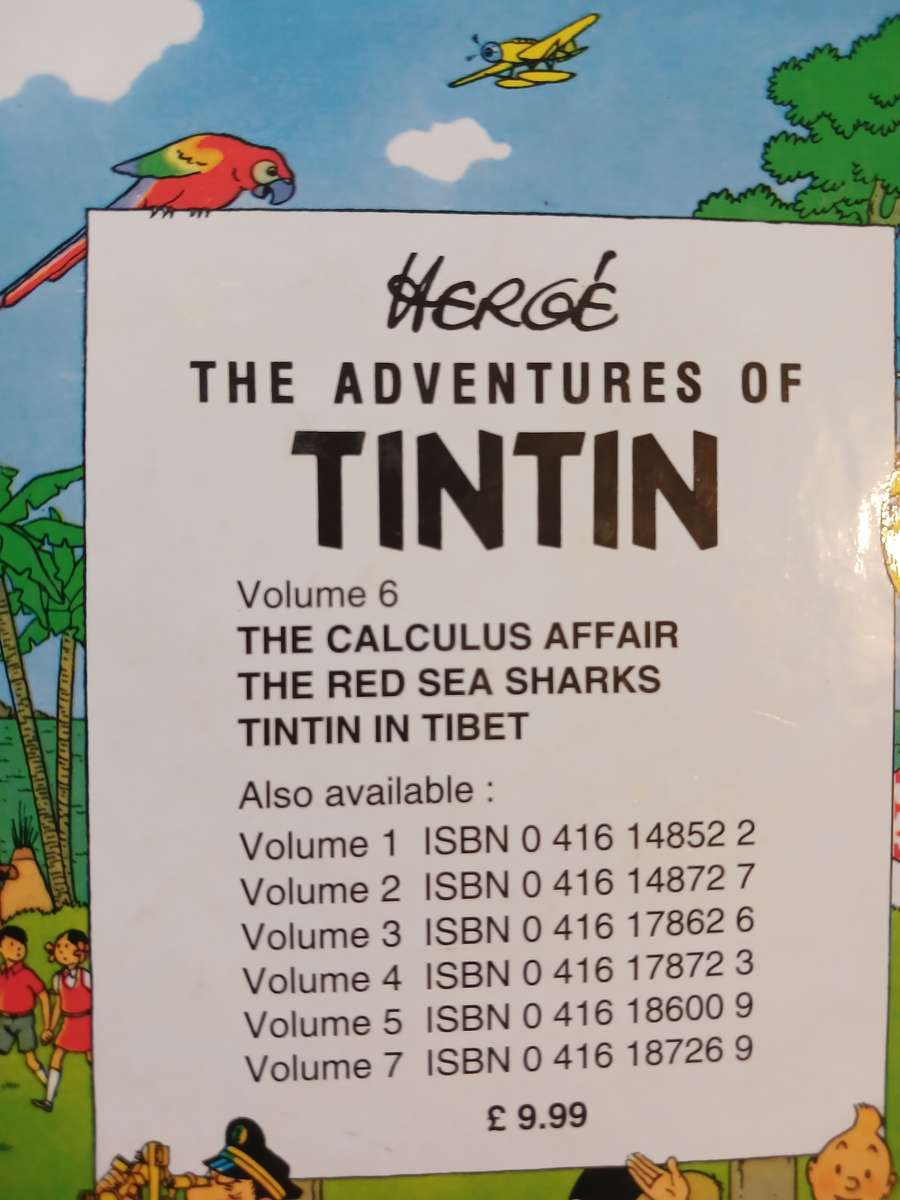 HERGÉ
THE ADVENTURES OF
TINTIN
Volume 6
THE CALCULUS AFFAIR
THE RED SEA SHARKS
TINTIN IN TIBET
Also available :
Volume 1 ISBN 0 416 14852 2
Volume 2 ISBN 0 416 14872 7
Volume 3 ISBN 0 416 17862 6
Volume 4 ISBN 0 416 17872 3
Volume 5 ISBN 0 416 18600 9
Volume 7 ISBN 0 416 18726 9
£ 9.99